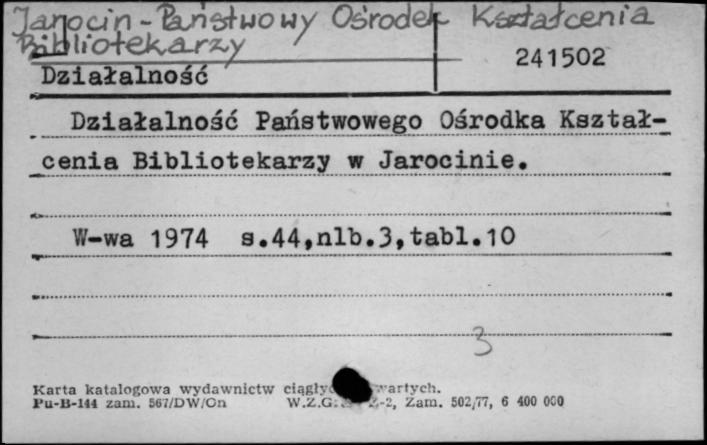 Jarocin - Państwowy Ośrodek Kształcenia
Bibliotekarzy
241502
Działalność
Działalność Państwowego Ośrodka Kształ-
cenia Bibliotekarzy w Jarocinie.
W-wa 1974 s.44,nlb.3,tabl.10
3
Karta katalogowa wydawnictw
Pu-B-144 zam. 567/DW/On Zam. 502/77, 6 400 000